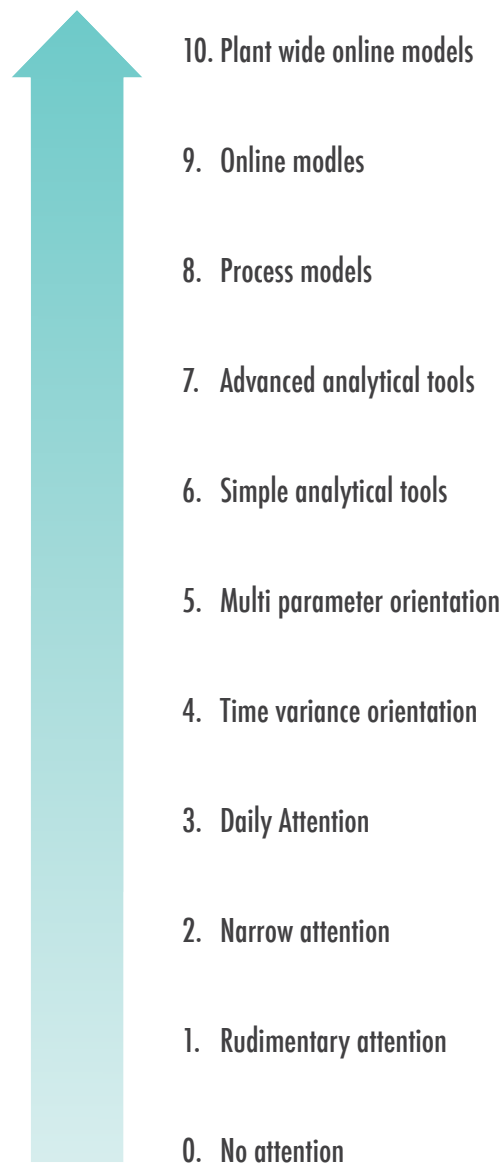 10. Plant wide online models
9. Online modles
8. Process models
7. Advanced analytical tools
6. Simple analytical tools
5. Multi parameter orientation
4. Time variance orientation
3. Daily Attention
2. Narrow attention
1. Rudimentary attention
0. No attention